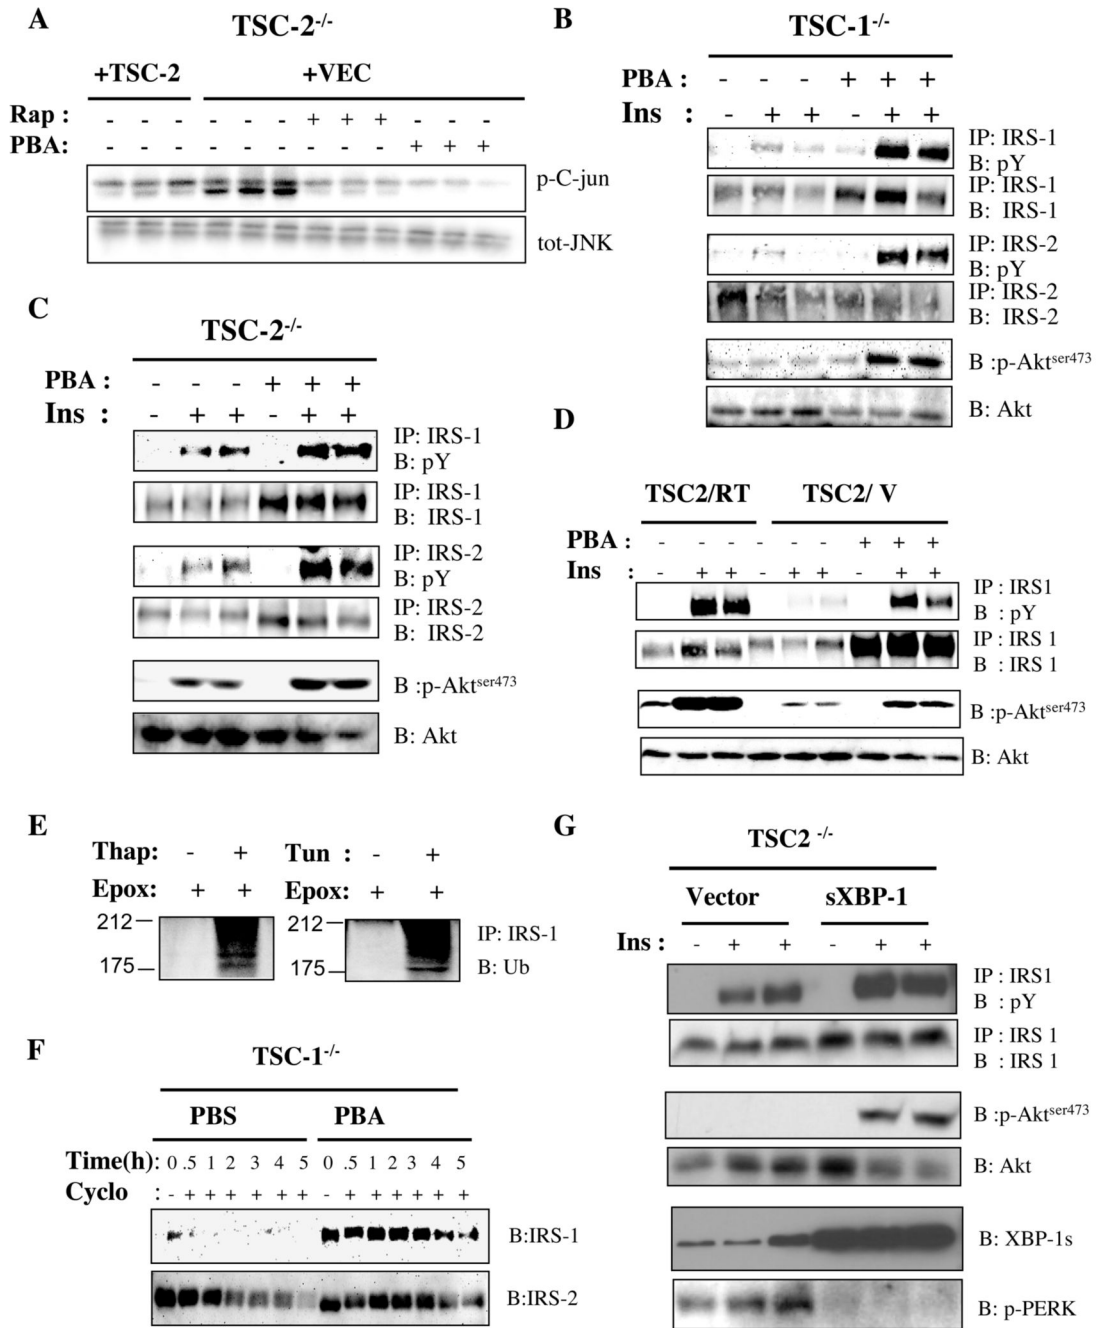 A
TSC-2-/-
+TSC-2 +VEC
Rap : - - - - - - + + + - - -
PBA: - - - - - - - - - + + +
p-C-jun
tot-JNK
B
TSC-1-/-
PBA : - - - + + +
Ins : - + + - + +
IP: IRS-1
B: pY
IP: IRS-1
B: IRS-1
IP: IRS-2
B: pY
IP: IRS-2
B: IRS-2
B :p-Aktser473
B: Akt
C
TSC-2-/-
PBA : - - - + + +
Ins : - + + - + +
IP: IRS-1
B: pY
IP: IRS-1
B: IRS-1
IP: IRS-2
B: pY
IP: IRS-2
B: IRS-2
B :p-Aktser473
B: Akt
D
TSC2/RT TSC2/ V
PBA : - - - - - - + + +
Ins : - + + - + + - + +
IP : IRS1
B : pY
IP : IRS 1
B : IRS 1
B :p-Aktser473
B: Akt
E
Thap: - +
Epox: + +
212
175
Tun : - +
Epox: + +
212
175
IP: IRS-1
B: Ub
F
TSC-1-/-
PBS PBA
Time(h): 0 .5 1 2 3 4 5 0 .5 1 2 3 4 5
Cyclo : - + + + + + + - + + + + + +
B:IRS-1
B:IRS-2
G
TSC2 -/-
Vector sXBP-1
Ins : - + + - + +
IP : IRS1
B : pY
IP : IRS 1
B : IRS 1
B :p-Aktser473
B: Akt
B: XBP-1s
B: p-PERK